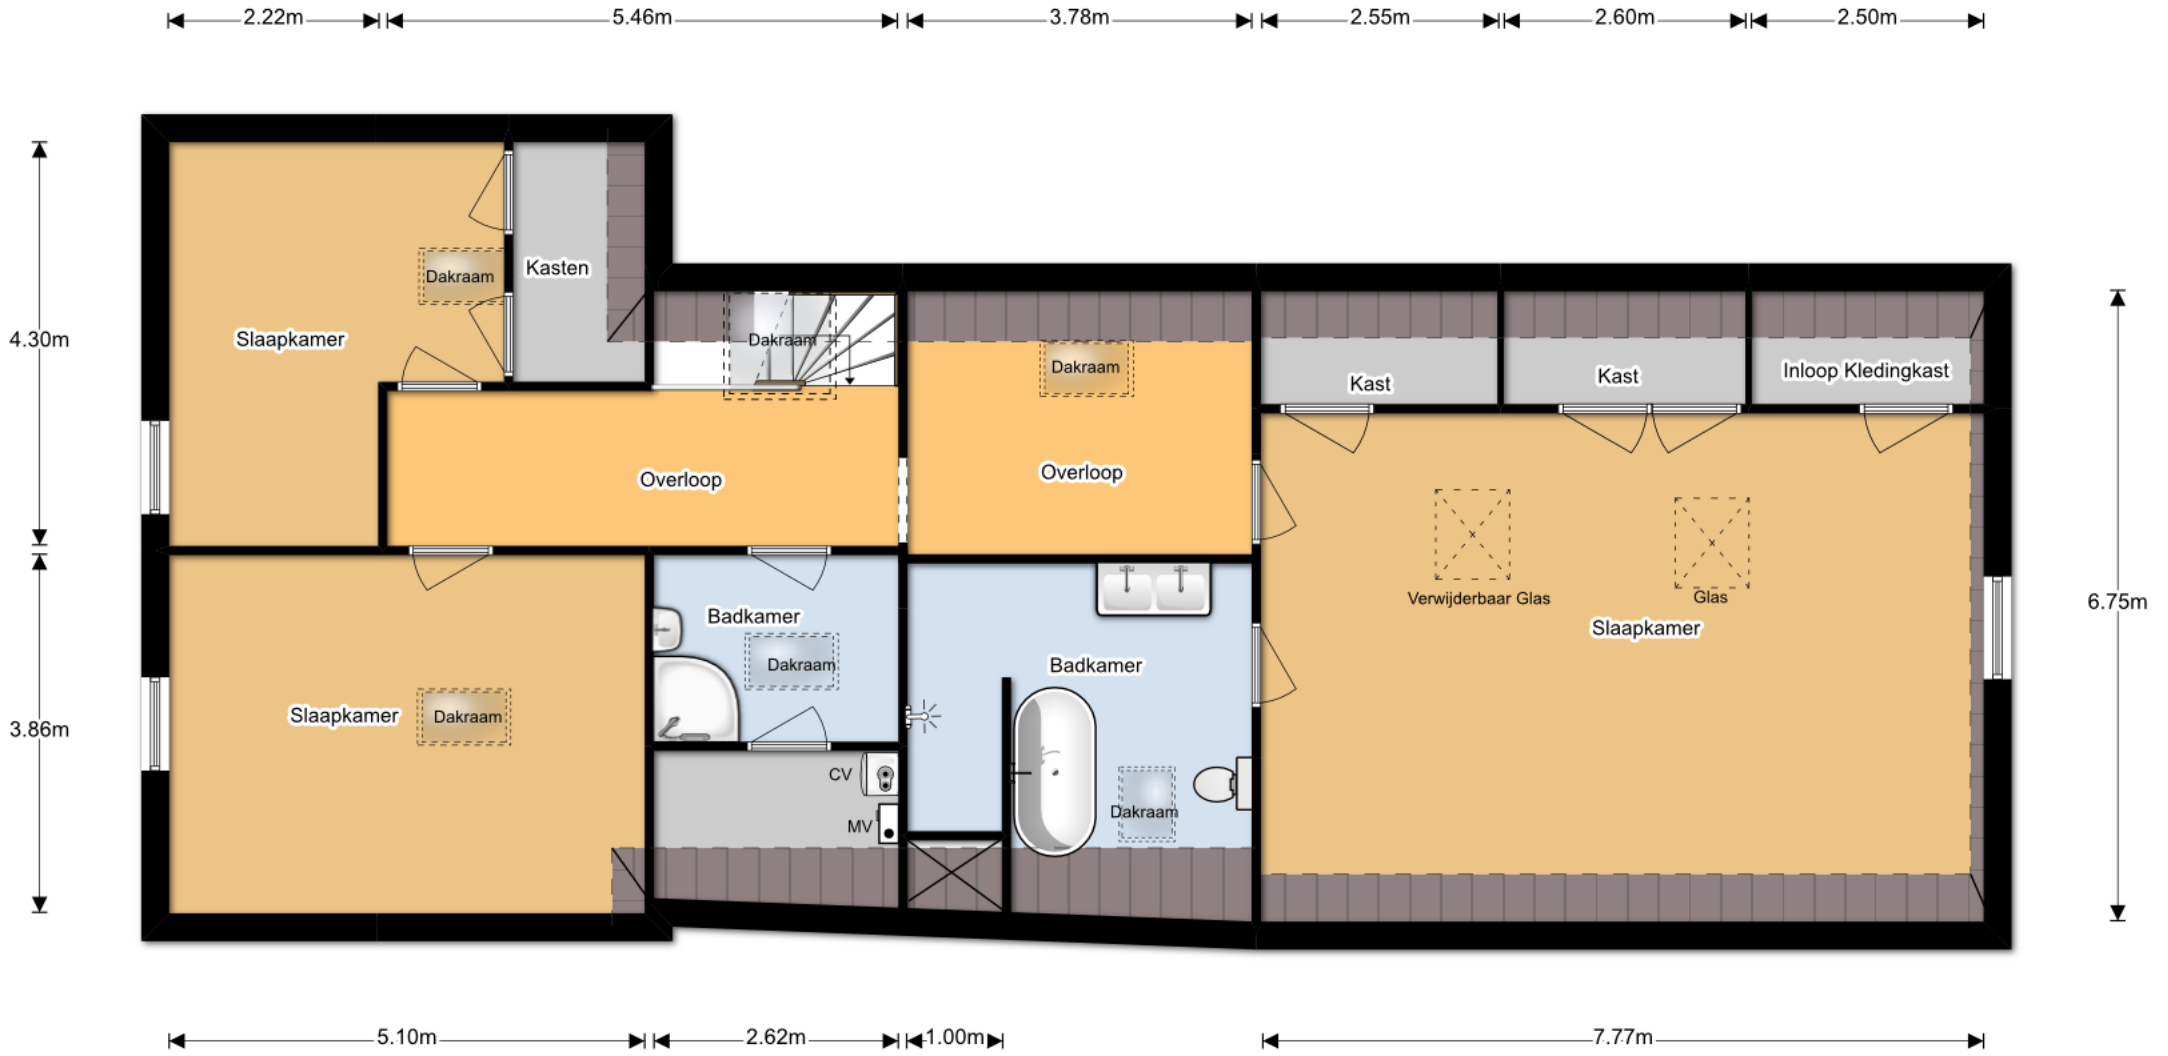 2.22m
5.46m
3.78m
2.55m
2.60m
2.50m
4.30m
3.86m
6.75m
Kasten
Dakraam
Slaapkamer
Dakraam
Dakraam
Kast
Kast
Inloop Kledingkast
Overloop
Overloop
Verwijderbaar Glas
Glas
Slaapkamer
Badkamer
Dakraam
Badkamer
Slaapkamer
Dakraam
CV
MV
Dakraam
5.10m
2.62m
1.00m
7.77m